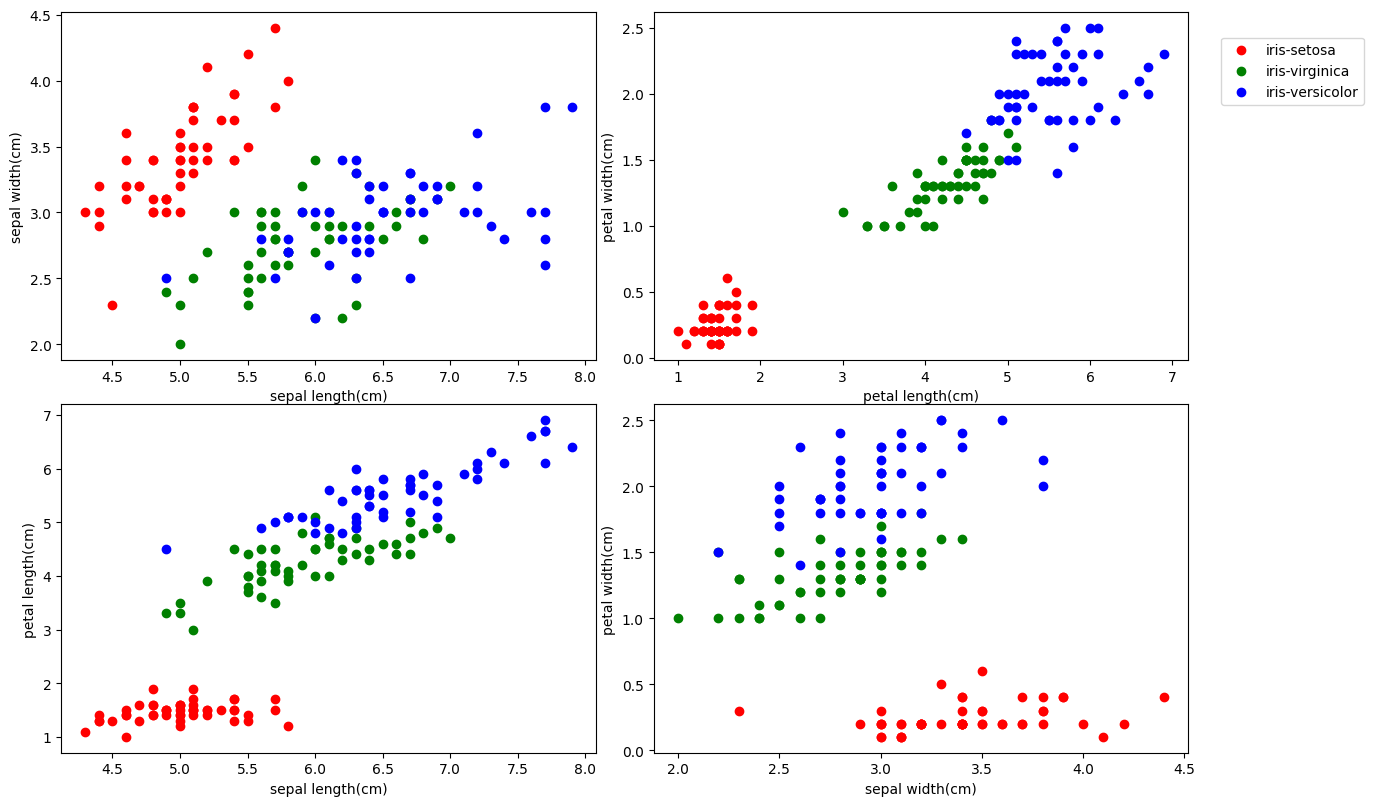 4.5
4.0
3.5
3.0
2.5
2.0
sepal width(cm)
4.5 5.0 5.5 6.0 6.5 7.0 7.5 8.0
sepal length(cm)
2.5
2.0
1.5
1.0
0.5
0.0
petal width(cm)
1 2 3 4 5 6 7
petal length(cm)
iris-setosa
iris-virginica
iris-versicolor
7
6
5
4
3
2
1
petal length(cm)
4.5 5.0 5.5 6.0 6.5 7.0 7.5 8.0
sepal length(cm)
2.5
2.0
1.5
1.0
0.5
0.0
petal width(cm)
2.0 2.5 3.0 3.5 4.0 4.5
sepal width(cm)